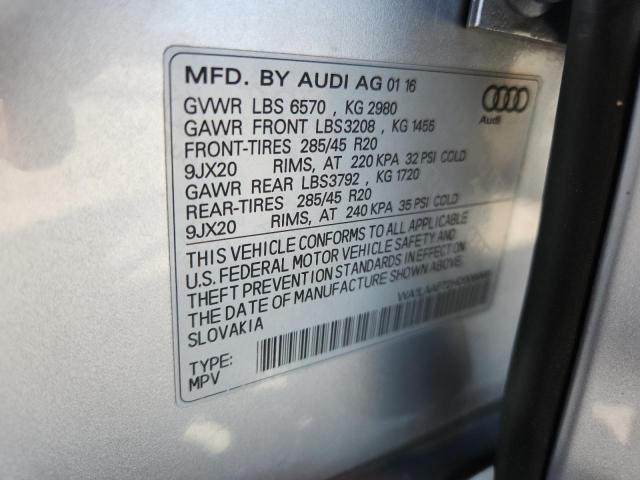 MFD. BY AUDI AG 01 16
GVWR LBS 6570 , KG 2980
GAWR FRONT LBS3208 , KG 1455
FRONT-TIRES 285/45 R20
9JX20 RIMS, AT 220 KPA 32 PSI COLD
GAWR REAR LBS3792 , KG 1720
REAR-TIRES 285/45 R20
9JX20 RIMS, AT 240 KPA 35 PSI COLD
THIS VEHICLE CONFORMS TO ALL APPLICABLE
U.S. FEDERAL MOTOR VEHICLE SAFETY AND
THEFT PREVENTION STANDARDS IN EFFECT ON
THE DATE OF MANUFACTURE SHOWN ABOVE.
SLOVAKIA
TYPE:
MPV
Audi